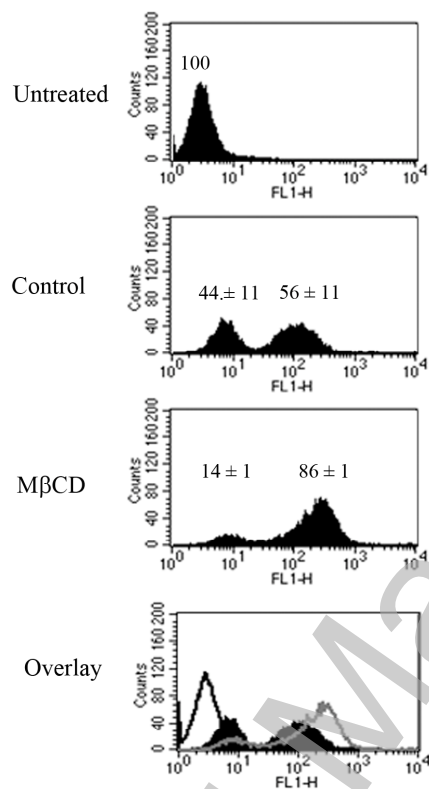 Untreated
100
Counts
0 40 80 120 160 200
10^0 10^1 10^2 10^3 10^4
FL1-H
Control
44.± 11 56 ± 11
Counts
0 40 80 120 160 200
10^0 10^1 10^2 10^3 10^4
FL1-H
MβCD
14 ± 1 86 ± 1
Counts
0 40 80 120 160 200
10^0 10^1 10^2 10^3 10^4
FL1-H
Overlay
Counts
0 40 80 120 160 200
10^0 10^1 10^2 10^3 10^4
FL1-H
Ma